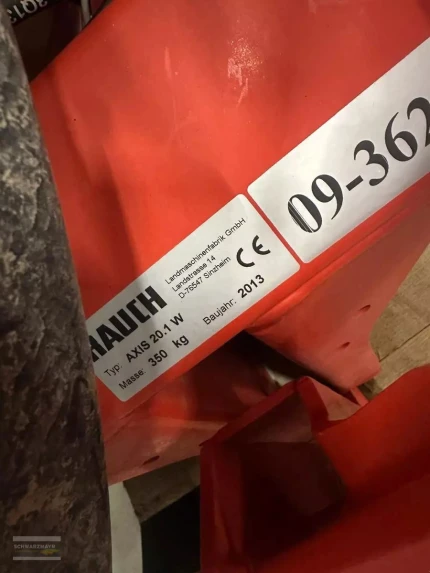 RAUCH
Landmaschinenfabrik GmbH
Landstrasse 14
D-76547 Sinzheim
CE
Typ: AXIS 20.1 W
Masse: 350 kg
Baujahr: 2013
09-362
SCHWARZMAYR